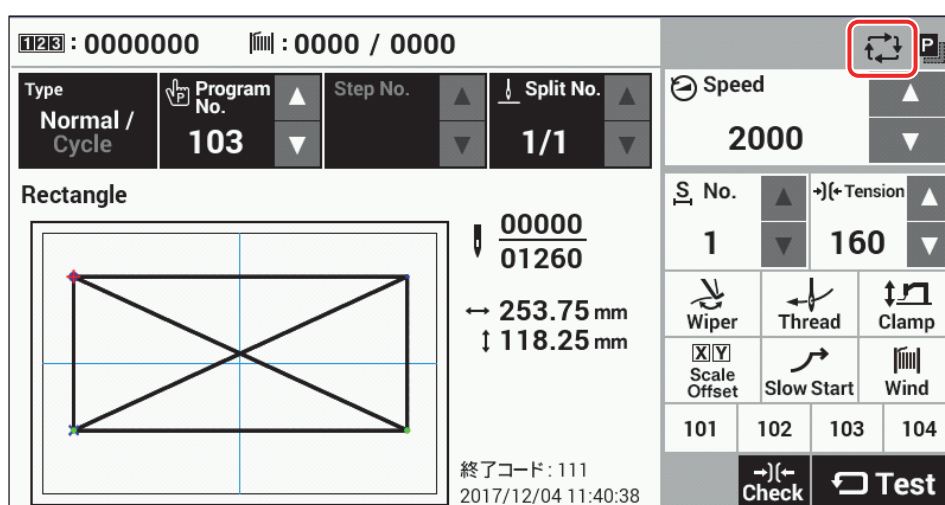 123 : 0000000 : 0000 / 0000
P
Type
Normal /
Cycle
P Program
No.
103
Step No.
Split No.
1/1
Speed
2000
Rectangle
00000
01260
253.75 mm
118.25 mm
終了コード : 111
2017/12/04 11:40:38
S No.
1
Tension
160
Wiper
Thread
Clamp
X Y
Scale
Offset
Slow Start
Wind
101 102 103 104
Check
Test